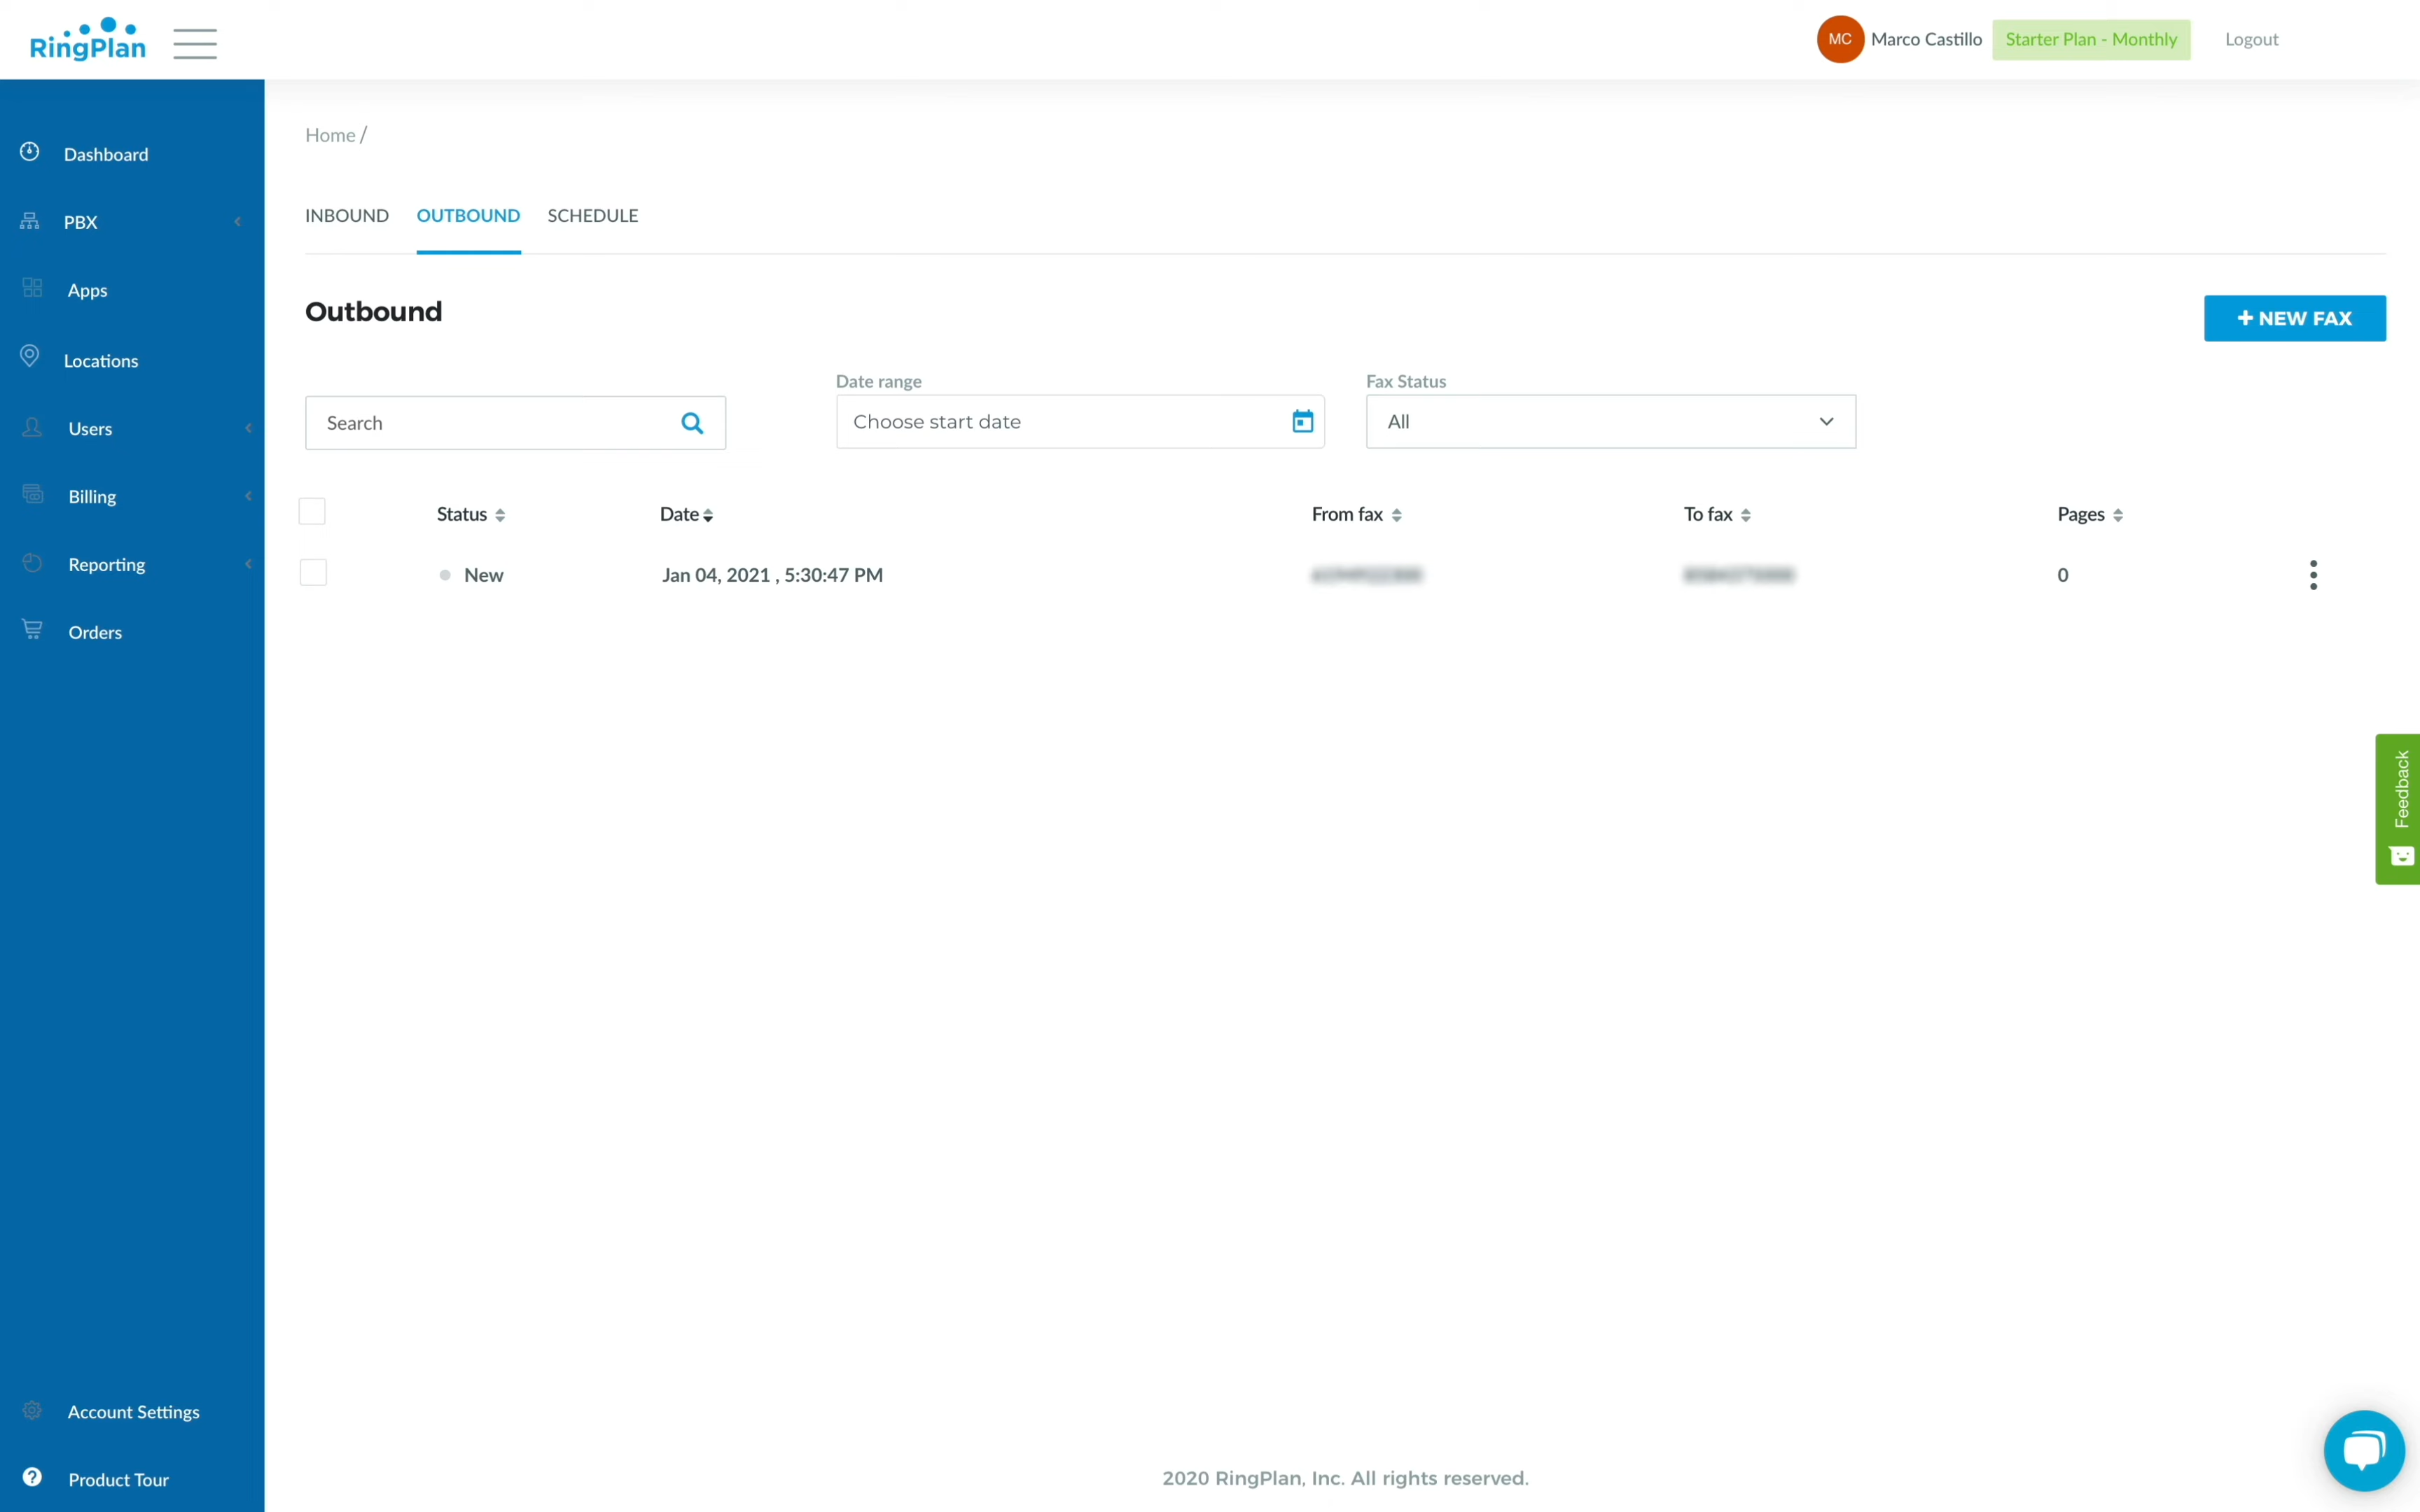 RingPlan
MC Marco Castillo Starter Plan - Monthly Logout
Dashboard
PBX
Apps
Locations
Users
Billing
Reporting
Orders
Account Settings
Product Tour
Home /
INBOUND OUTBOUND SCHEDULE
Outbound
+ NEW FAX
Search
Date range
Choose start date
Fax Status
All
Status Date From fax To fax Pages
New Jan 04, 2021 , 5:30:47 PM 0
Feedback
2020 RingPlan, Inc. All rights reserved.